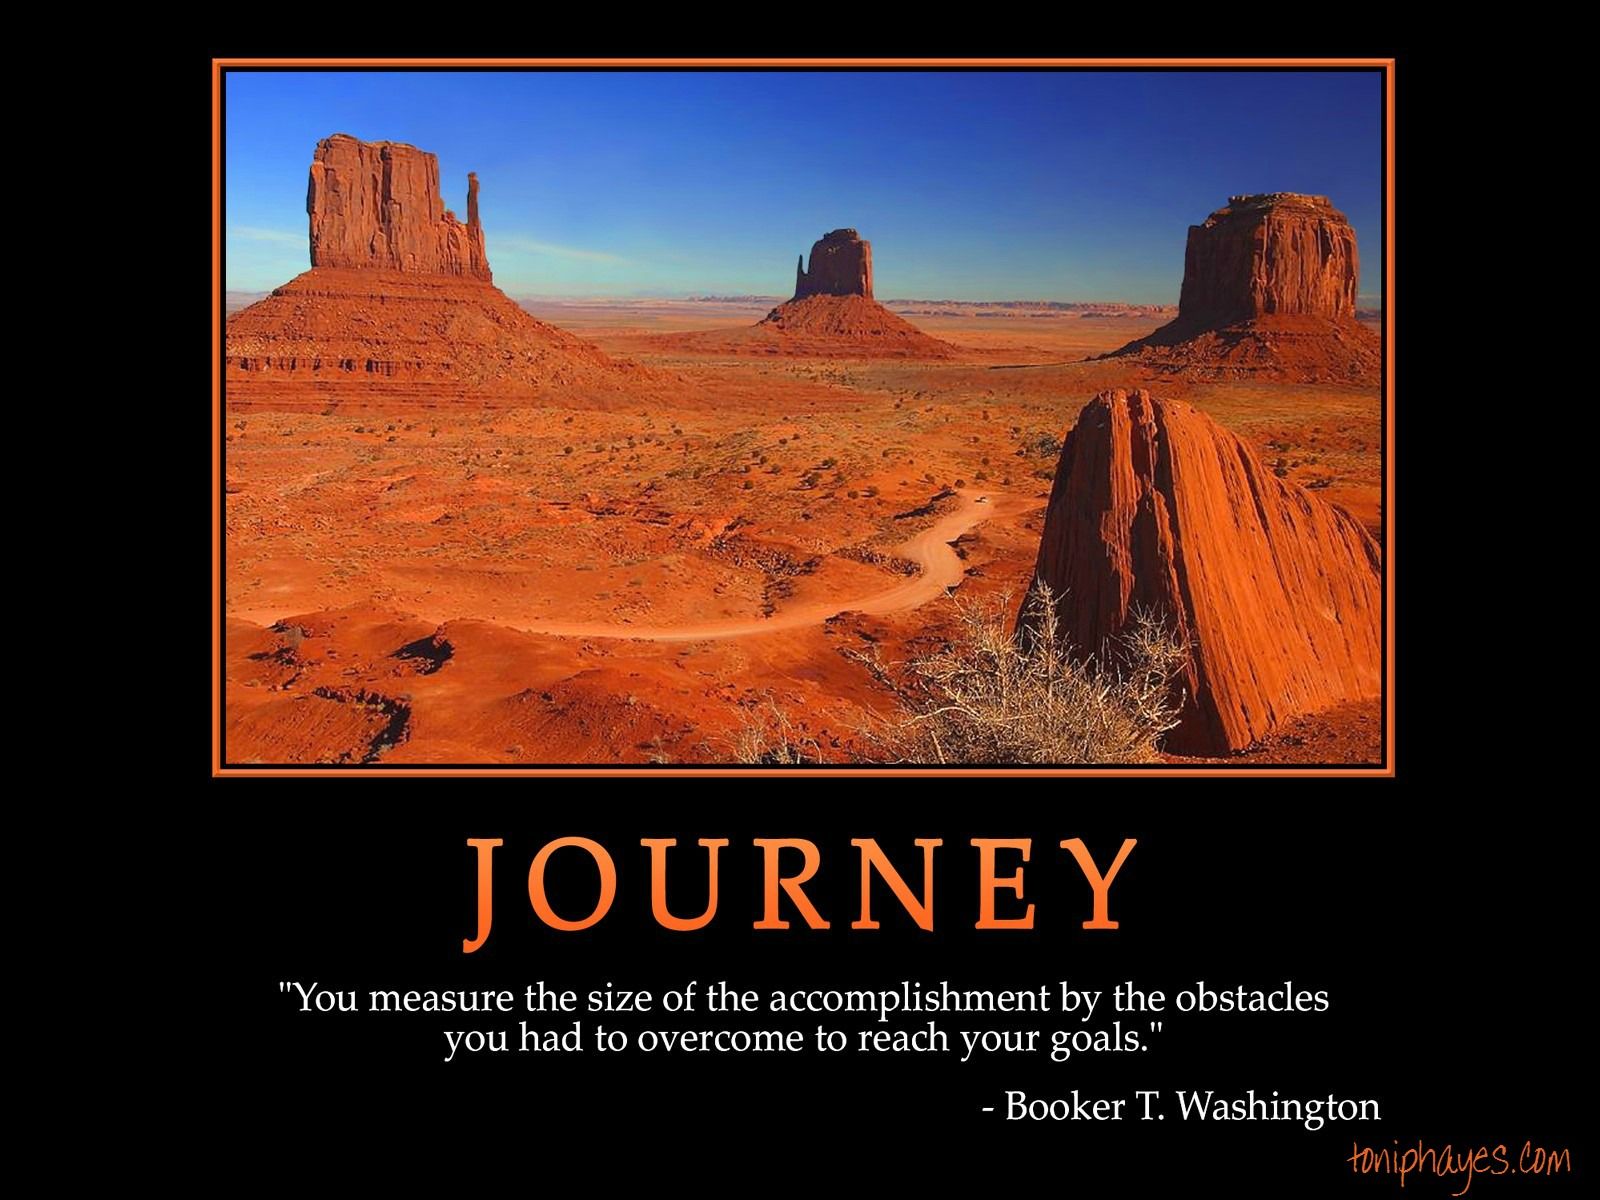 JOURNEY
"You measure the size of the accomplishment by the obstacles
you had to overcome to reach your goals."
- Booker T. Washington
toniphayes.com